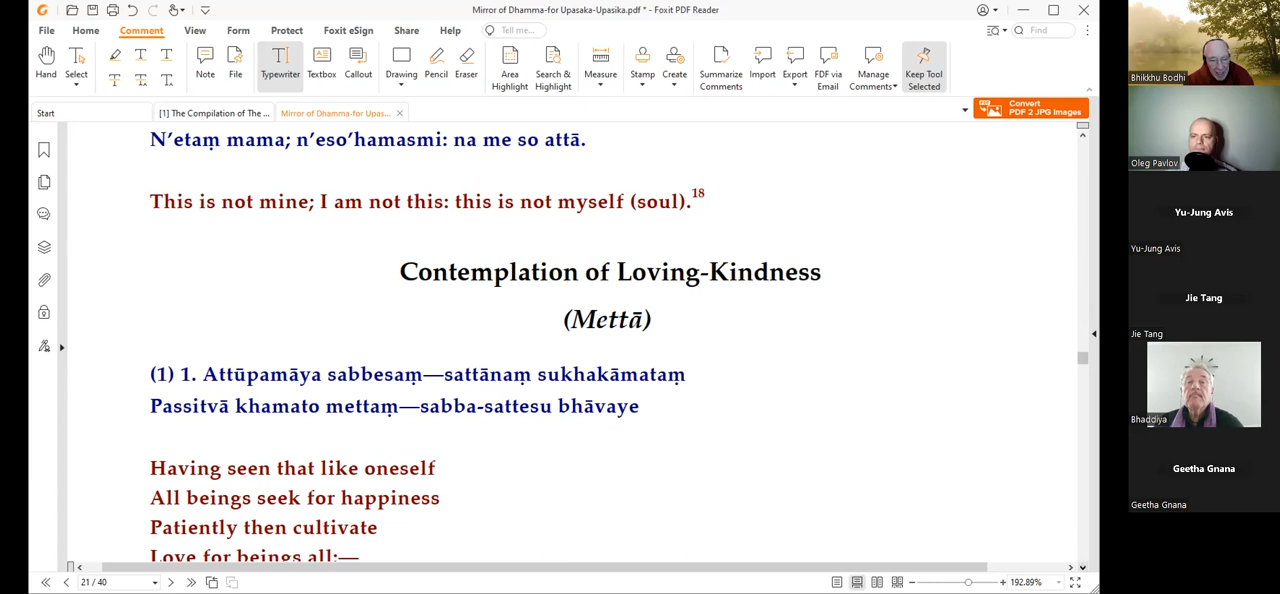 Mirror of Dhamma-for Upasaka-Upasika.pdf * - Foxit PDF Reader
File Home Comment View Form Protect Foxit eSign Share Help Tell me... Find
Hand Select Note File Typewriter Textbox Callout Drawing Pencil Eraser Area Highlight Search & Highlight Measure Stamp Create Summarize Comments Import Export FDF via Email Manage Comments Keep Tool Selected
Start [1] The Compilation of The ... Mirror of Dhamma-for Upas... Convert PDF 2 JPG Images
N’etaṃ mama; n’eso’hamasmi: na me so attā.
This is not mine; I am not this: this is not myself (soul).18
Contemplation of Loving-Kindness
(Mettā)
(1) 1. Attūpamāya sabbesaṃ—sattānaṃ sukhakāmataṃ
Passitvā khamato mettaṃ—sabba-sattesu bhāvaye
Having seen that like oneself
All beings seek for happiness
Patiently then cultivate
Love for beings all:—
21 / 40 192.89%
Bhikkhu Bodhi
Oleg Pavlov
Yu-Jung Avis
Yu-Jung Avis
Jie Tang
Jie Tang
Bhaddiya
Geetha Gnana
Geetha Gnana